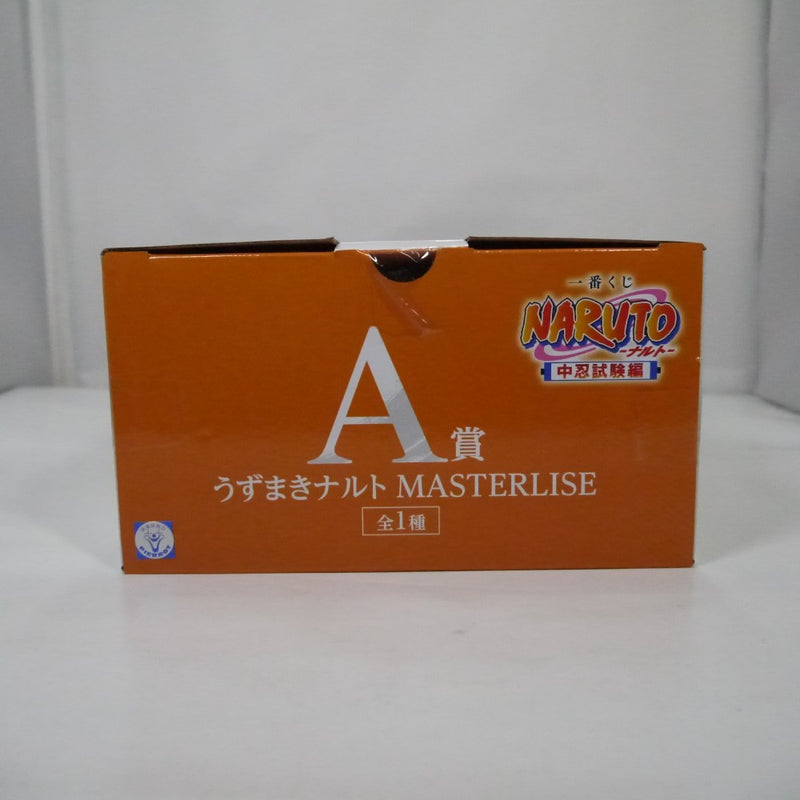 一番くじ
NARUTO
-ナルト-
中忍試験編
A賞
うずまきナルト MASTERLISE
全1種